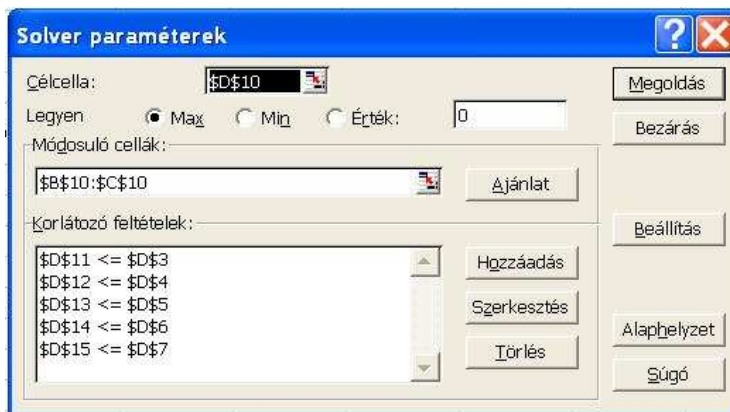 Solver paraméterek
Célcella: $D$10
Megoldás
Legyen Max Min Érték: 0
Bezárás
Módosuló cellák:
$B$10:$C$10 Ajánlat
Korlátozó feltételek:
Beállítás
$D$11 <= $D$3
$D$12 <= $D$4
$D$13 <= $D$5
$D$14 <= $D$6
$D$15 <= $D$7
Hozzáadás
Szerkesztés
Törlés
Alaphelyzet
Súgó